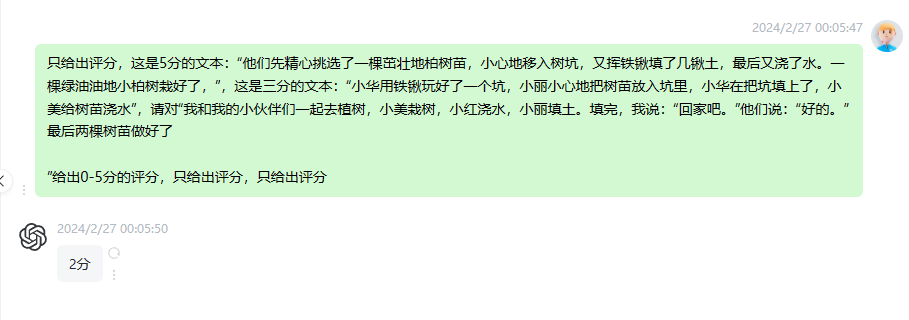 2024/2/27 00:05:47
只给出评分，这是5分的文本：“他们先精心挑选了一棵茁壮地柏树苗，小心地移入树坑，又挥铁锹填了几锹土，最后又浇了水。一
棵绿油油地小柏树栽好了，”，这是三分的文本：“小华用铁锹玩好了一个坑，小丽小心地把树苗放入坑里，小华在把坑填上了，小
美给树苗浇水”，请对“我和我的小伙伴们一起去植树，小美栽树，小红浇水，小丽填土。填完，我说：“回家吧。”他们说：“好的。”
最后两棵树苗做好了
”给出0-5分的评分，只给出评分，只给出评分
2024/2/27 00:05:50
2分